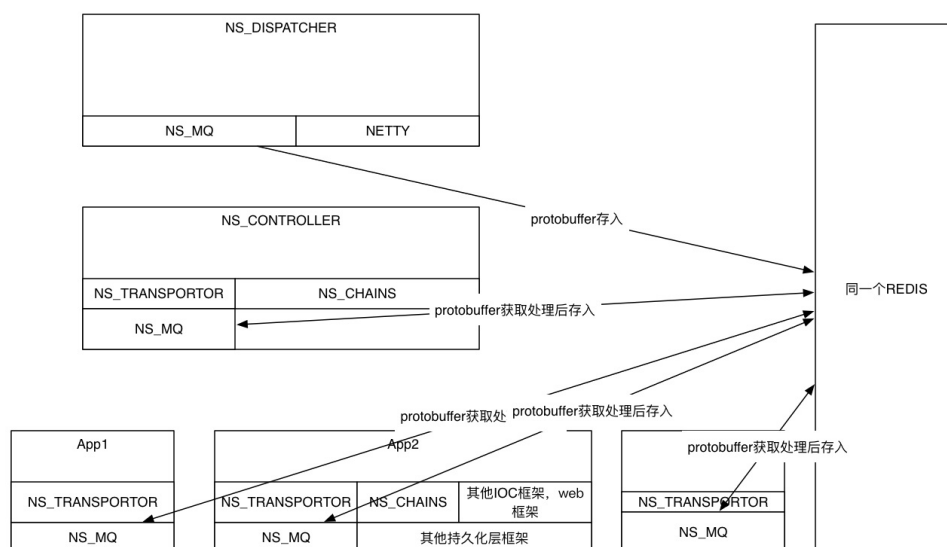 NS_DISPATCHER
NS_MQ
NETTY
protobuffer存入
NS_CONTROLLER
NS_TRANSPORTOR
NS_CHAINS
NS_MQ
protobuffer获取处理后存入
同一个REDIS
protobuffer获取处
protobuffer获取处理后存入
App1
NS_TRANSPORTOR
NS_MQ
App2
NS_TRANSPORTOR
NS_CHAINS
其他IOC框架，web
框架
NS_MQ
其他持久化层框架
protobuffer获取处理后存入
NS_TRANSPORTOR
NS_MQ